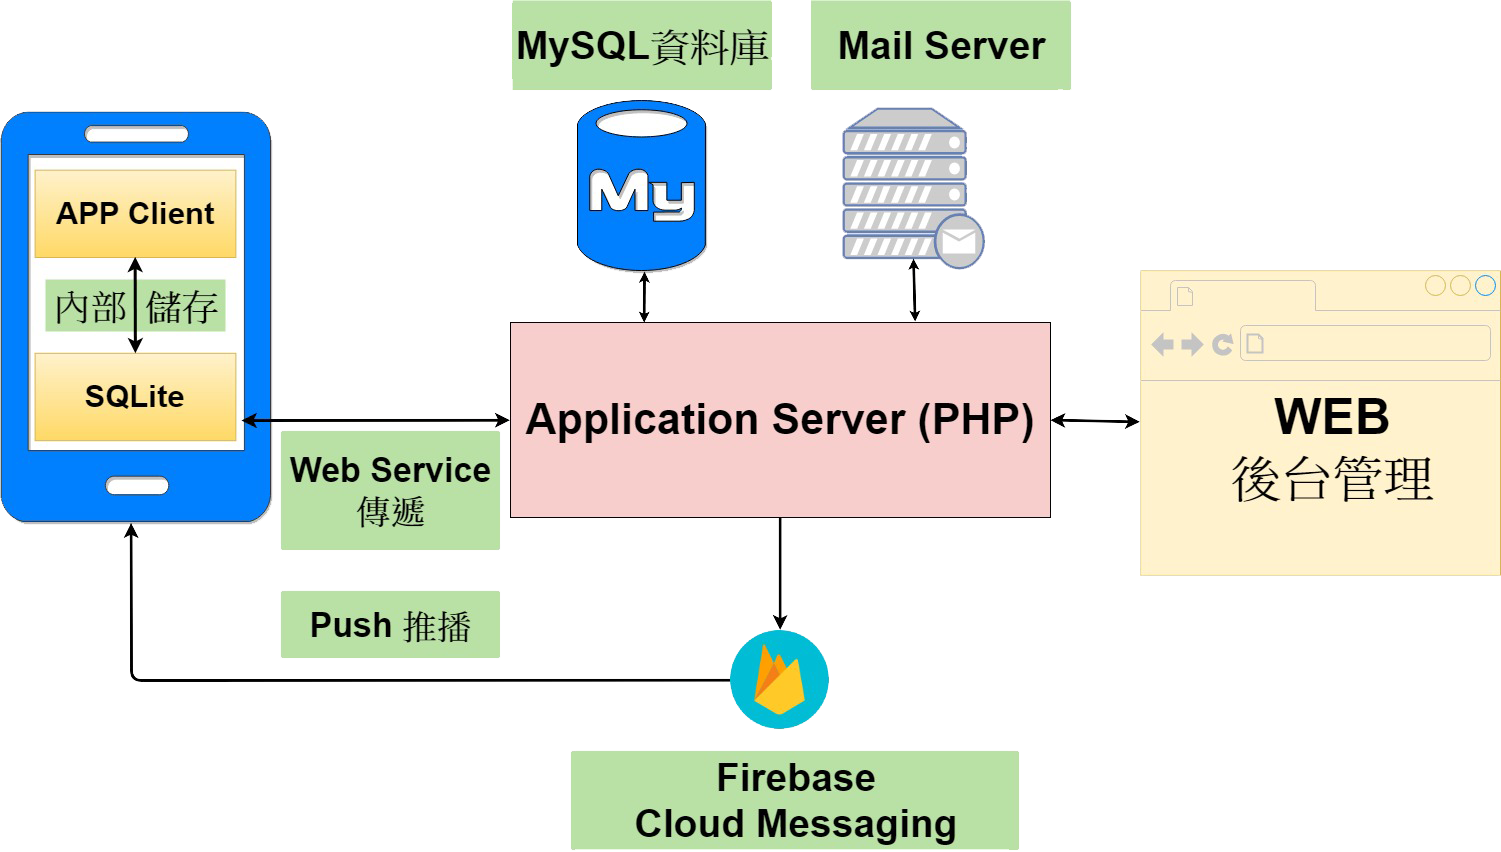 MySQL資料庫
Mail Server
My
APP Client
內部 儲存
SQLite
Application Server (PHP)
WEB
後台管理
Web Service
傳遞
Push 推播
Firebase
Cloud Messaging